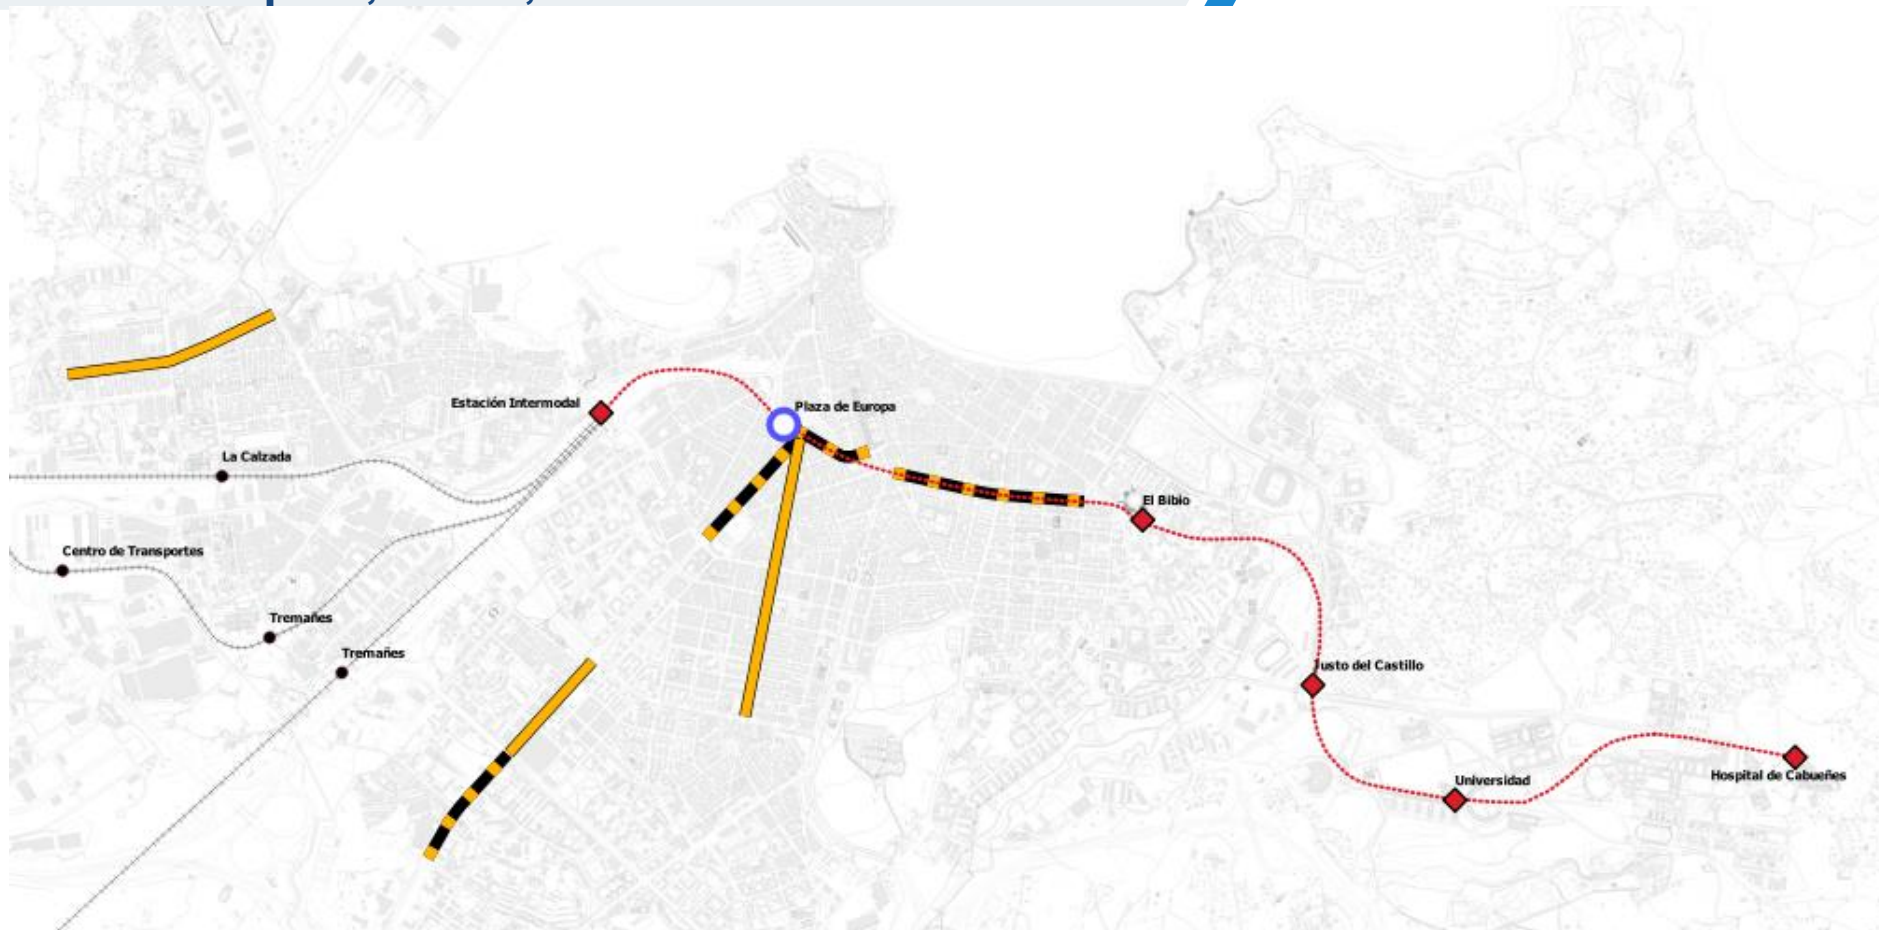 Plaza de Europa
Estación Intermodal
La Calzada
El Bibio
Centro de Transportes
Tremañes
Tremañes
Justo del Castillo
Universidad
Hospital de Cabueñes